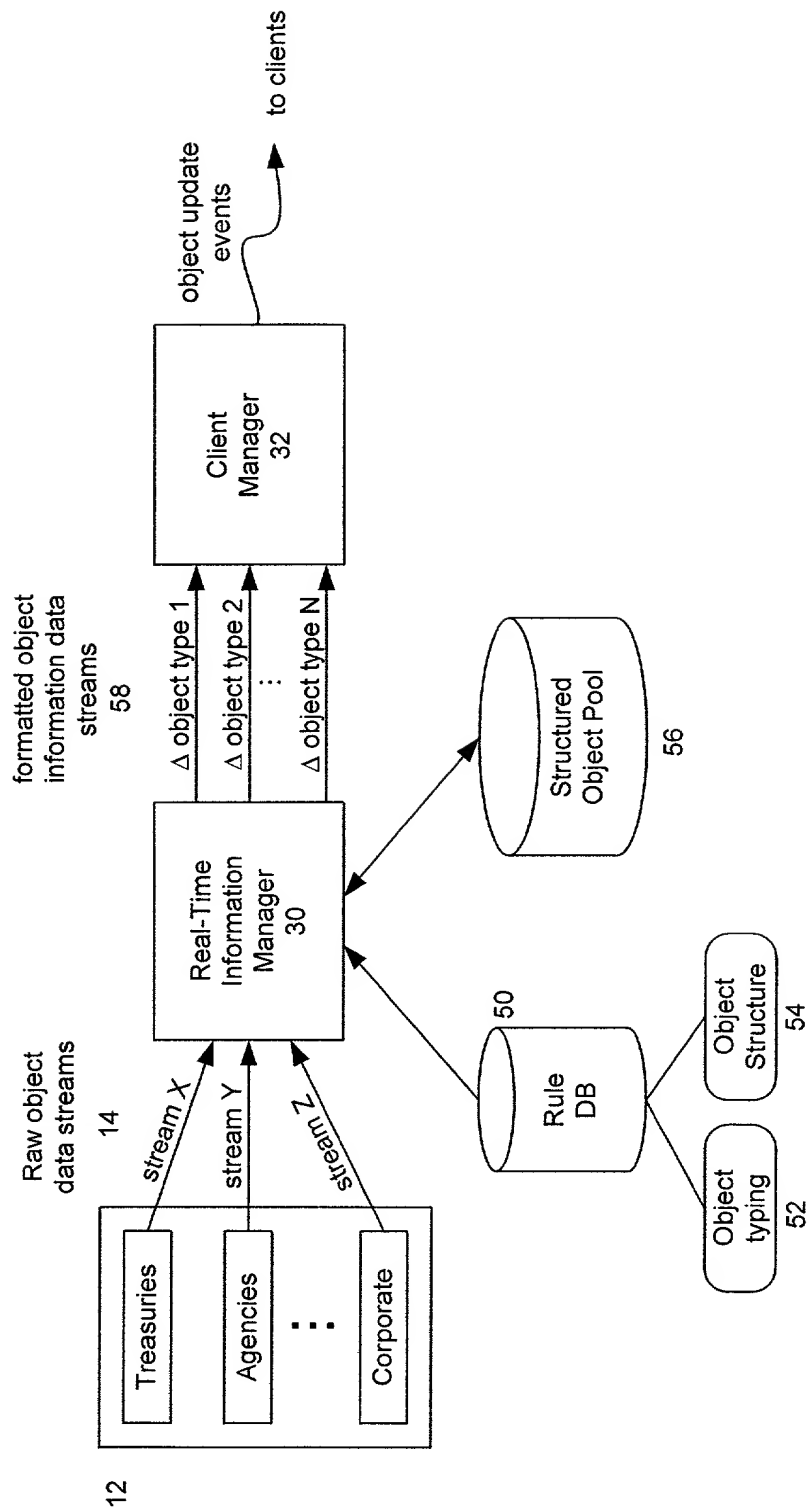 12
Treasuries
Agencies
Corporate
Raw object
data streams
14
stream X
stream Y
stream Z
Real-Time
Information
Manager
30
formatted object
information data
streams
58
Δ object type 1
Δ object type 2
Δ object type N
Client
Manager
32
object update
events
to clients
50
Rule
DB
Object
typing
52
Object
Structure
54
Structured
Object Pool
56